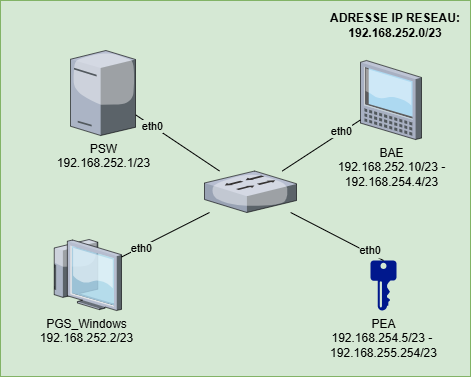 ADRESSE IP RESEAU:
192.168.252.0/23
eth0
PSW
192.168.252.1/23
eth0
BAE
192.168.252.10/23 -
192.168.254.4/23
eth0
PGS_Windows
192.168.252.2/23
eth0
PEA
192.168.254.5/23 -
192.168.255.254/23